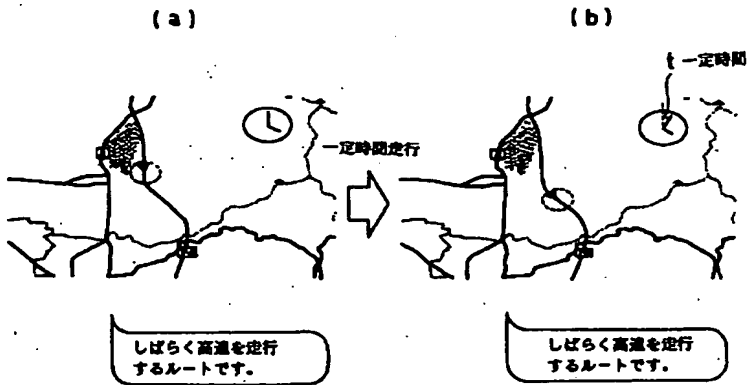 (a)
(b)
t 一定時間
一定時間走行
しばらく高速を走行
するルートです。
しばらく高速を走行
するルートです。